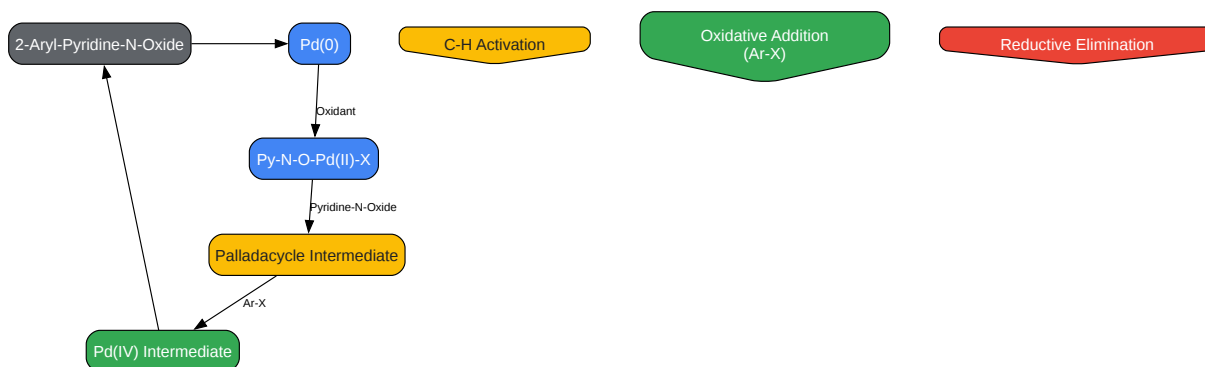 2-Aryl-Pyridine-N-Oxide
Pd(0)
C-H Activation
Oxidative Addition
(Ar-X)
Reductive Elimination
Oxidant
Py-N-O-Pd(II)-X
Pyridine-N-Oxide
Palladacycle Intermediate
Ar-X
Pd(IV) Intermediate